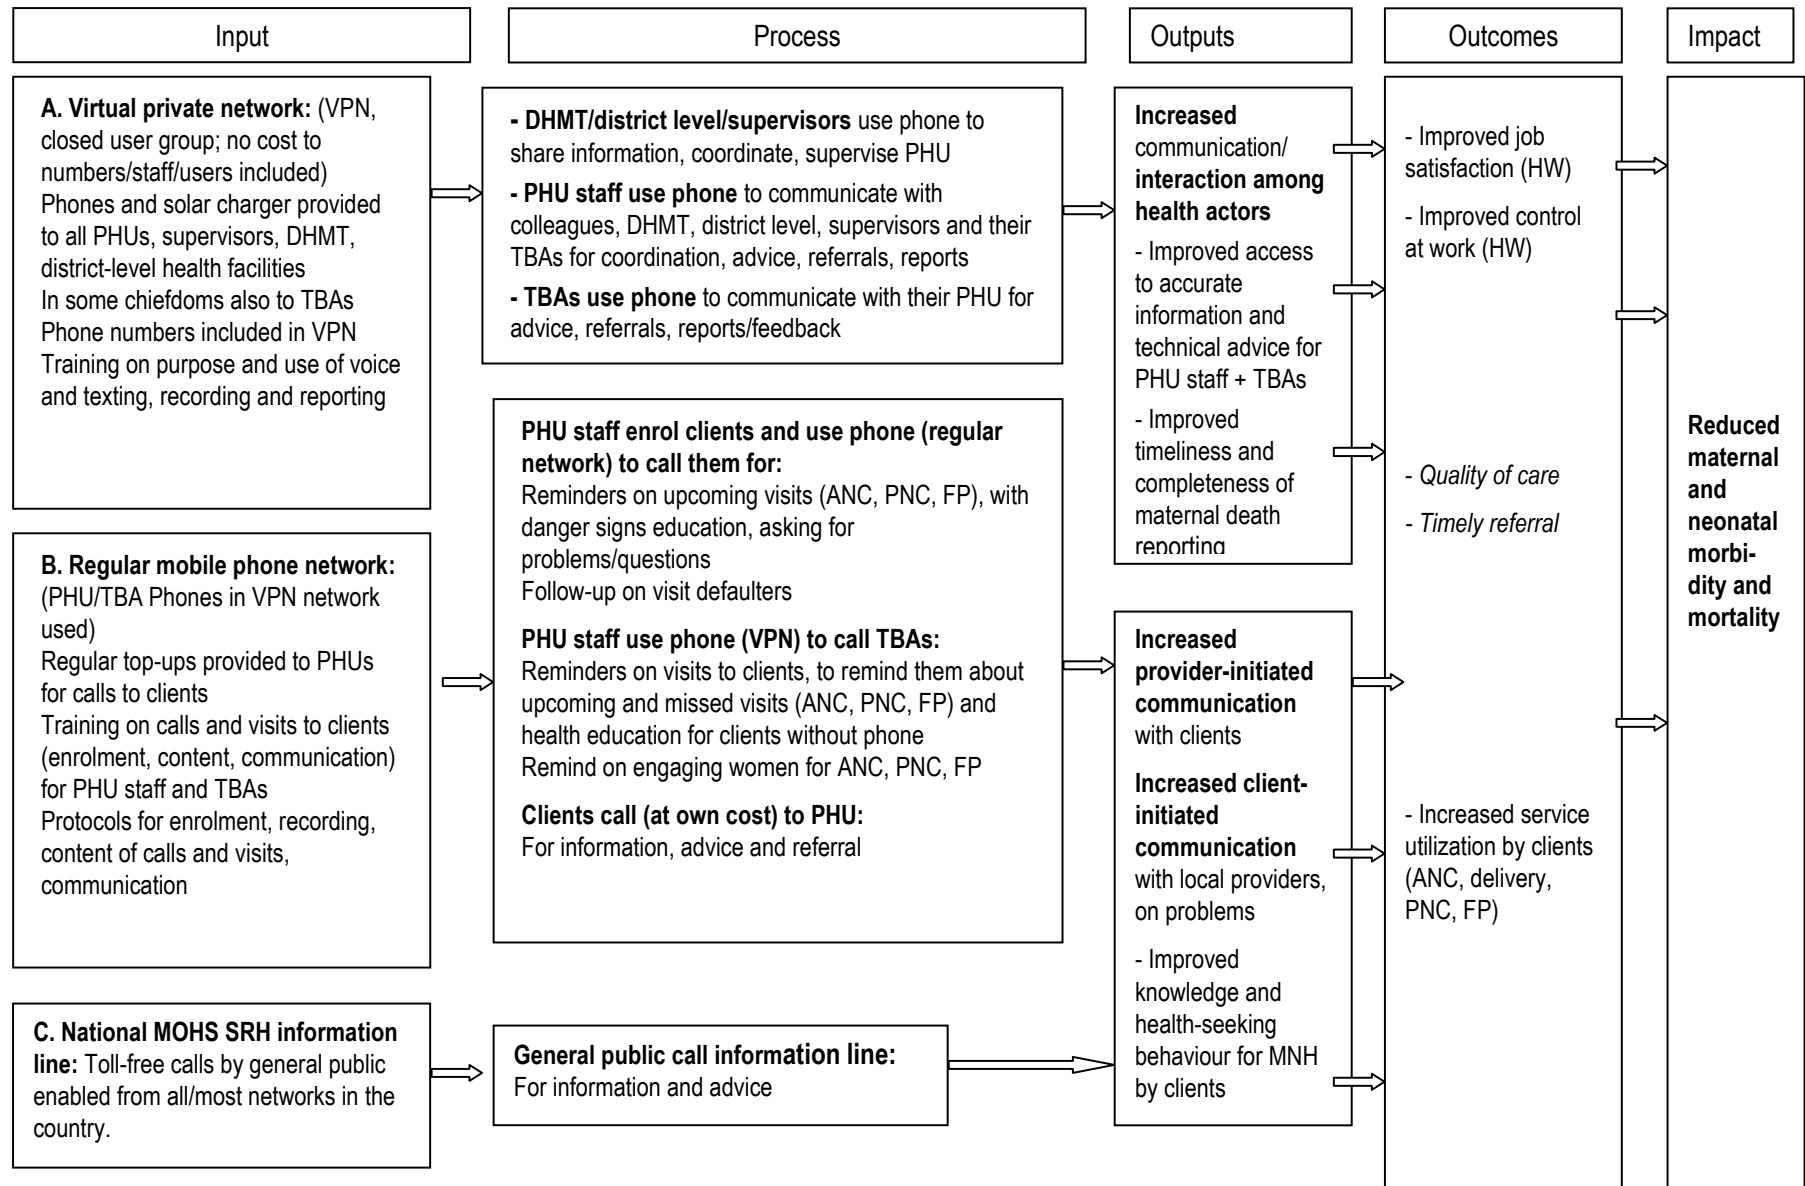 Input
Process
Outputs
Outcomes
Impact
A. Virtual private network: (VPN,
closed user group; no cost to
numbers/staff/users included)
Phones and solar charger provided
to all PHUs, supervisors, DHMT,
district-level health facilities
In some chiefdoms also to TBAs
Phone numbers included in VPN
Training on purpose and use of voice
and texting, recording and reporting
B. Regular mobile phone network:
(PHU/TBA Phones in VPN network
used)
Regular top-ups provided to PHUs
for calls to clients
Training on calls and visits to clients
(enrolment, content, communication)
for PHU staff and TBAs
Protocols for enrolment, recording,
content of calls and visits,
communication
C. National MOHS SRH information
line: Toll-free calls by general public
enabled from all/most networks in the
country.
- DHMT/district level/supervisors use phone to
share information, coordinate, supervise PHU
- PHU staff use phone to communicate with
colleagues, DHMT, district level, supervisors and their
TBAs for coordination, advice, referrals, reports
- TBAs use phone to communicate with their PHU for
advice, referrals, reports/feedback
PHU staff enrol clients and use phone (regular
network) to call them for:
Reminders on upcoming visits (ANC, PNC, FP), with
danger signs education, asking for
problems/questions
Follow-up on visit defaulters
PHU staff use phone (VPN) to call TBAs:
Reminders on visits to clients, to remind them about
upcoming and missed visits (ANC, PNC, FP) and
health education for clients without phone
Remind on engaging women for ANC, PNC, FP
Clients call (at own cost) to PHU:
For information, advice and referral
General public call information line:
For information and advice
Increased
communication/
interaction among
health actors
- Improved access
to accurate
information and
technical advice for
PHU staff + TBAs
- Improved
timeliness and
completeness of
maternal death
reporting
Increased
provider-initiated
communication
with clients
Increased client-
initiated
communication
with local providers,
on problems
- Improved
knowledge and
health-seeking
behaviour for MNH
by clients
- Improved job
satisfaction (HW)
- Improved control
at work (HW)
- Quality of care
- Timely referral
- Increased service
utilization by clients
(ANC, delivery,
PNC, FP)
Reduced
maternal
and
neonatal
morbi-
dity and
mortality